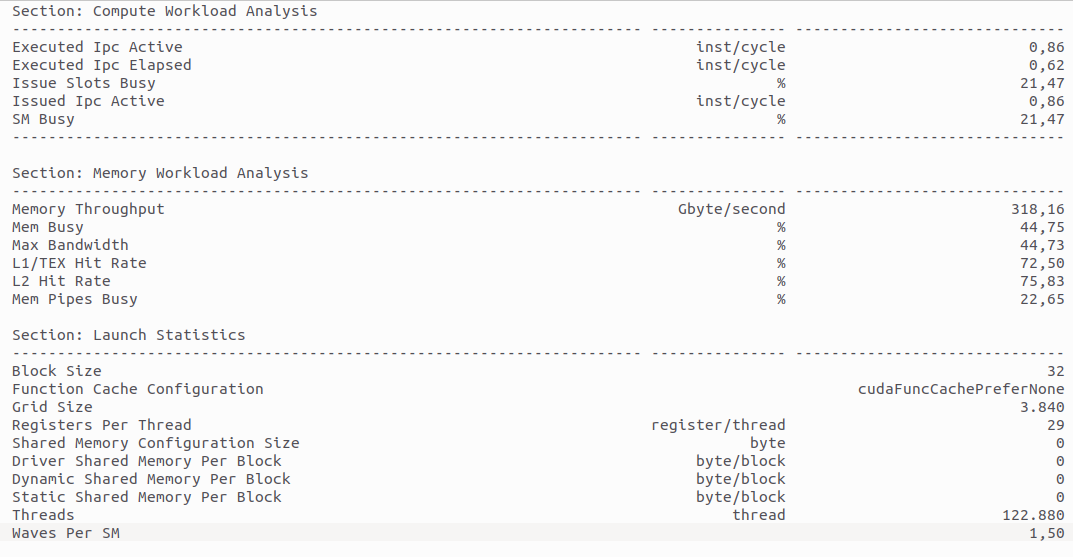 Section: Compute Workload Analysis
---------------------------------------------------------------------- --------------- ------------------------------
Executed Ipc Active inst/cycle 0,86
Executed Ipc Elapsed inst/cycle 0,62
Issue Slots Busy % 21,47
Issued Ipc Active inst/cycle 0,86
SM Busy % 21,47
---------------------------------------------------------------------- --------------- ------------------------------
Section: Memory Workload Analysis
---------------------------------------------------------------------- --------------- ------------------------------
Memory Throughput Gbyte/second 318,16
Mem Busy % 44,75
Max Bandwidth % 44,73
L1/TEX Hit Rate % 72,50
L2 Hit Rate % 75,83
Mem Pipes Busy % 22,65
Section: Launch Statistics
---------------------------------------------------------------------- --------------- ------------------------------
Block Size 32
Function Cache Configuration cudaFuncCachePreferNone
Grid Size 3.840
Registers Per Thread register/thread 29
Shared Memory Configuration Size byte 0
Driver Shared Memory Per Block byte/block 0
Dynamic Shared Memory Per Block byte/block 0
Static Shared Memory Per Block byte/block 0
Threads thread 122.880
Waves Per SM 1,50